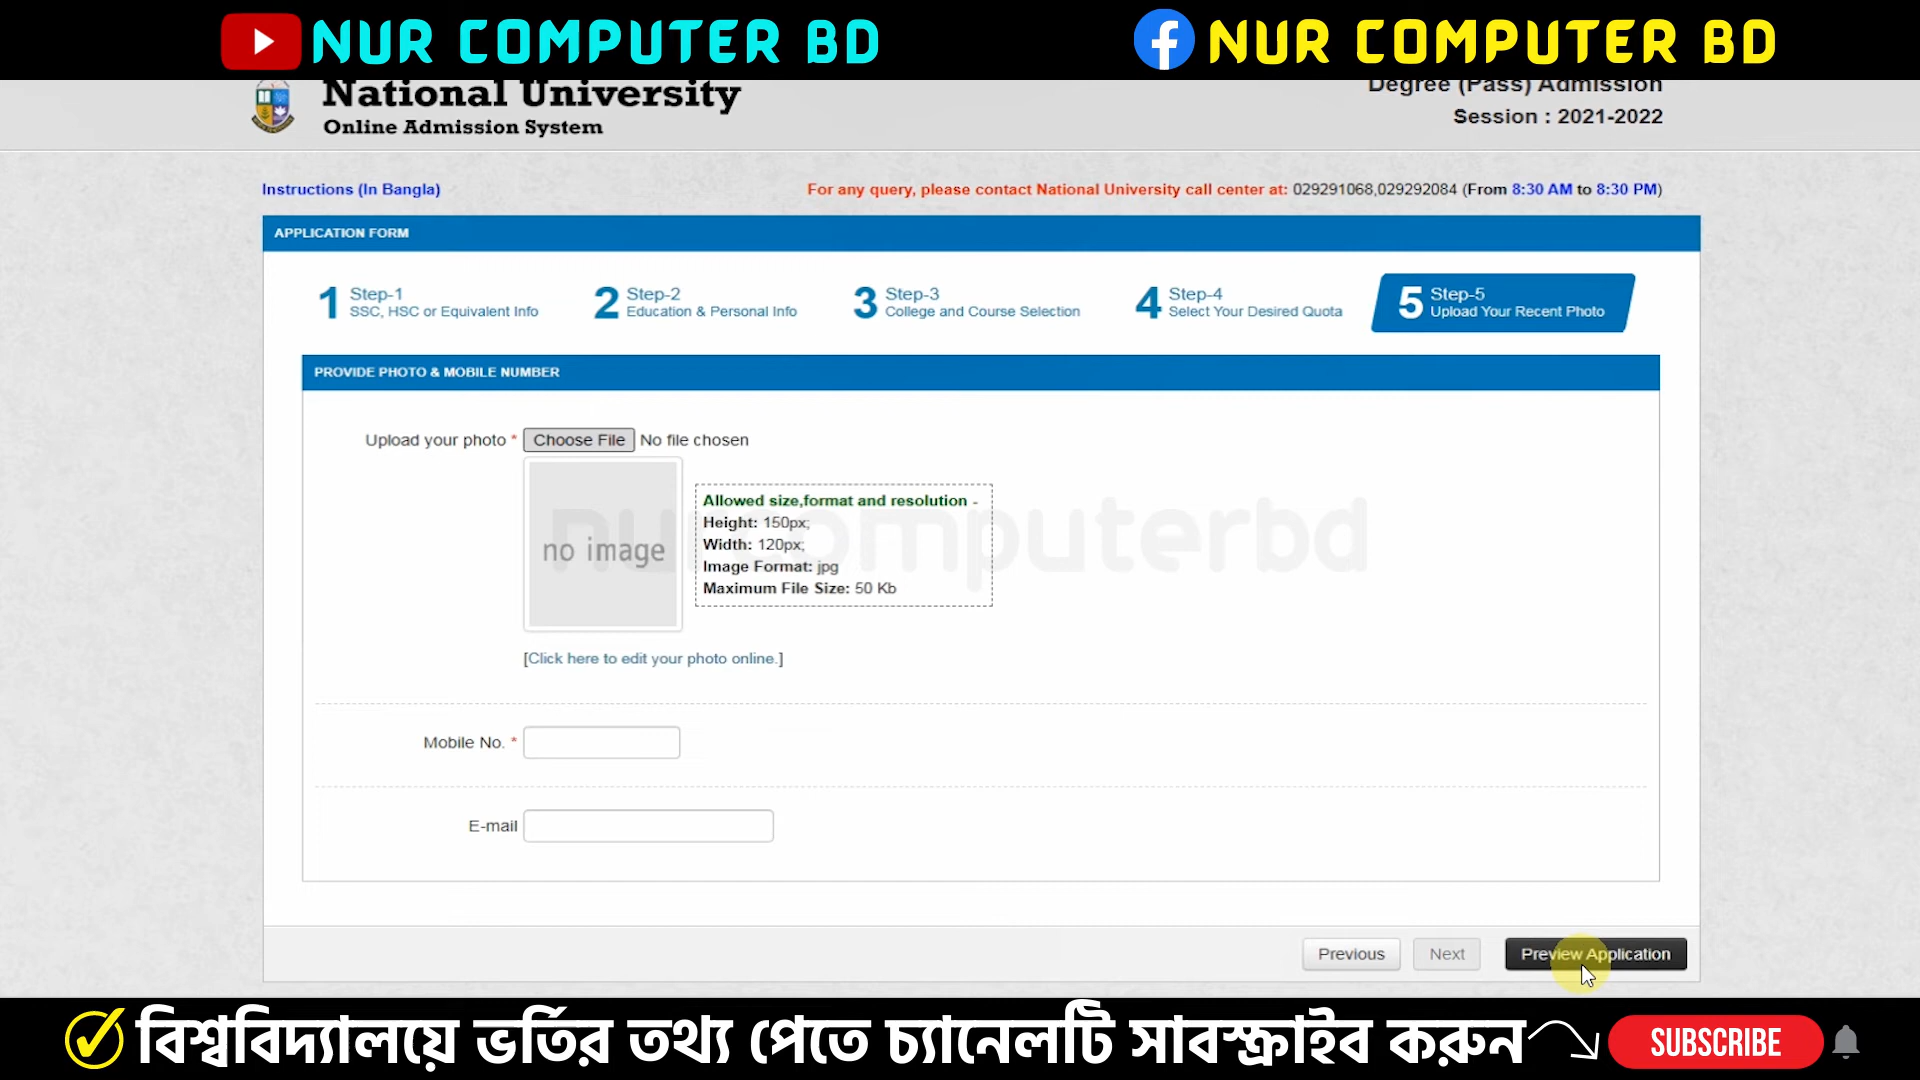 NUR COMPUTER BD
NUR COMPUTER BD
National University
Online Admission System
Degree (Pass) Admission
Session : 2021-2022
Instructions (In Bangla)
For any query, please contact National University call center at: 029291068,029292084 (From 8:30 AM to 8:30 PM)
APPLICATION FORM
1 Step-1
SSC, HSC or Equivalent Info
2 Step-2
Education & Personal Info
3 Step-3
College and Course Selection
4 Step-4
Select Your Desired Quota
5 Step-5
Upload Your Recent Photo
PROVIDE PHOTO & MOBILE NUMBER
Upload your photo * Choose File No file chosen
no image
Allowed size,format and resolution -
Height: 150px;
Width: 120px;
Image Format: jpg
Maximum File Size: 50 Kb
nurcomputerbd
[Click here to edit your photo online.]
Mobile No. *
E-mail
Previous
Next
Preview Application
বিশ্ববিদ্যালয়ে ভর্তির তথ্য পেতে চ্যানেলটি সাবস্ক্রাইব করুন
SUBSCRIBE